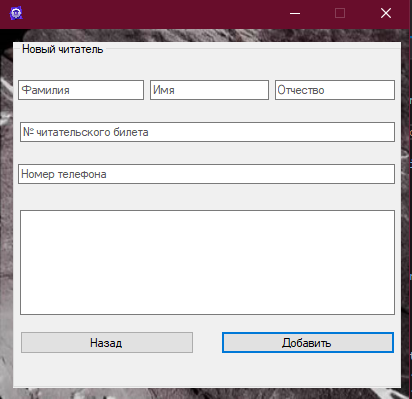 Новый читатель
Фамилия Имя Отчество
№ читательского билета
Номер телефона
Назад Добавить